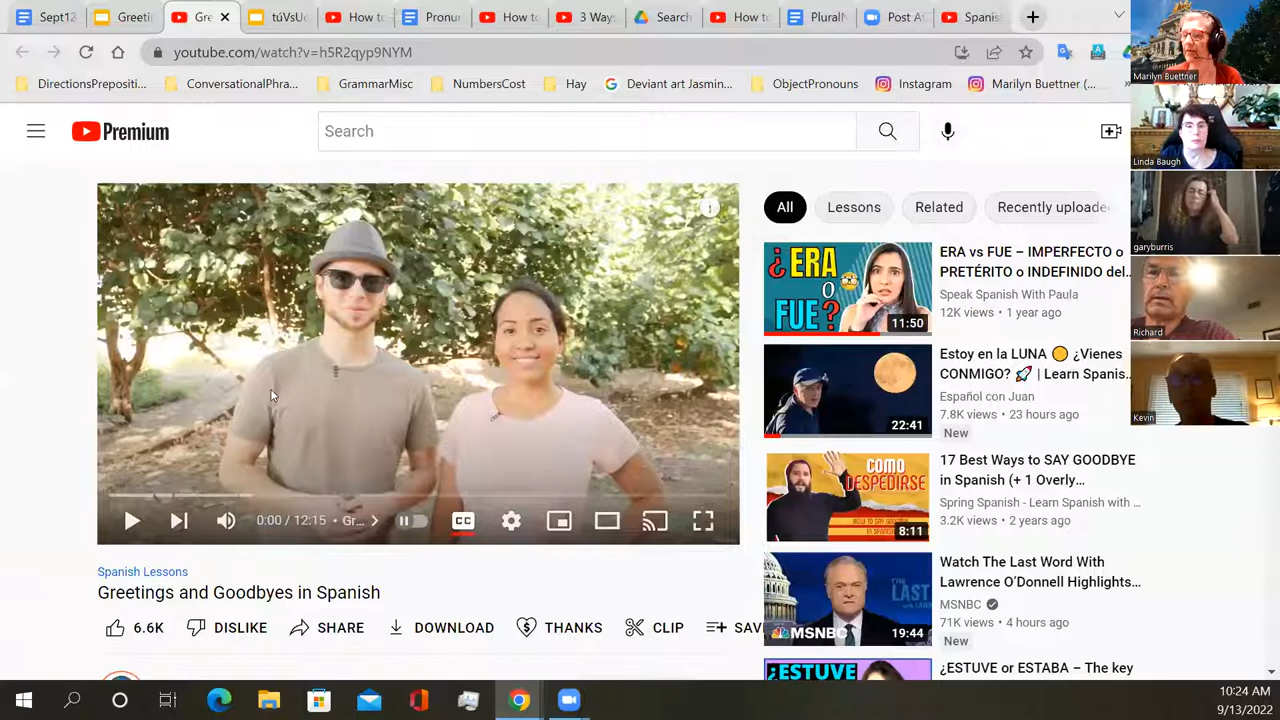 Sept12
Greeti
Gre
túVsUc
How to
Pronur
How to
3 Ways
Search
How to
PluralN
Post A
Spanis
youtube.com/watch?v=h5R2qyp9NYM
DirectionsPrepositi...
ConversationalPhra...
GrammarMisc
NumbersCom
Hay
Deviant art Jasmi
ObjectPronouns
Instagram
Marilyn Buettner (...
Premium
Search
All
Lessons
Related
Recently uploade
¿ERA
O
FUE?
11:50
ERA vs FUE – IMPERFECTO o
PRETÉRITO o INDEFINIDO del...
Speak Spanish With Paula
12K views • 1 year ago
22:41
Estoy en la LUNA 🌕 ¿Vienes
CONMIGO? 🚀 | Learn Spanis...
Español con Juan
7.8K views • 23 hours ago
New
COMO
DESPEDIRSE
8:11
17 Best Ways to SAY GOODBYE
in Spanish (+ 1 Overly...
Spring Spanish - Learn Spanish with ...
3.2K views • 2 years ago
THE
LAST
MSNBC
19:44
Watch The Last Word With
Lawrence O’Donnell Highlights...
MSNBC
71K views • 4 hours ago
New
¿ESTUVE
¿ESTUVE or ESTABA – The key
0:00 / 12:15 • Gr...
CC
Spanish Lessons
Greetings and Goodbyes in Spanish
6.6K
DISLIKE
SHARE
DOWNLOAD
THANKS
CLIP
SAV
Marilyn Buettner
Linda Baugh
garyburris
Richard
Kevin
10:24 AM
9/13/2022